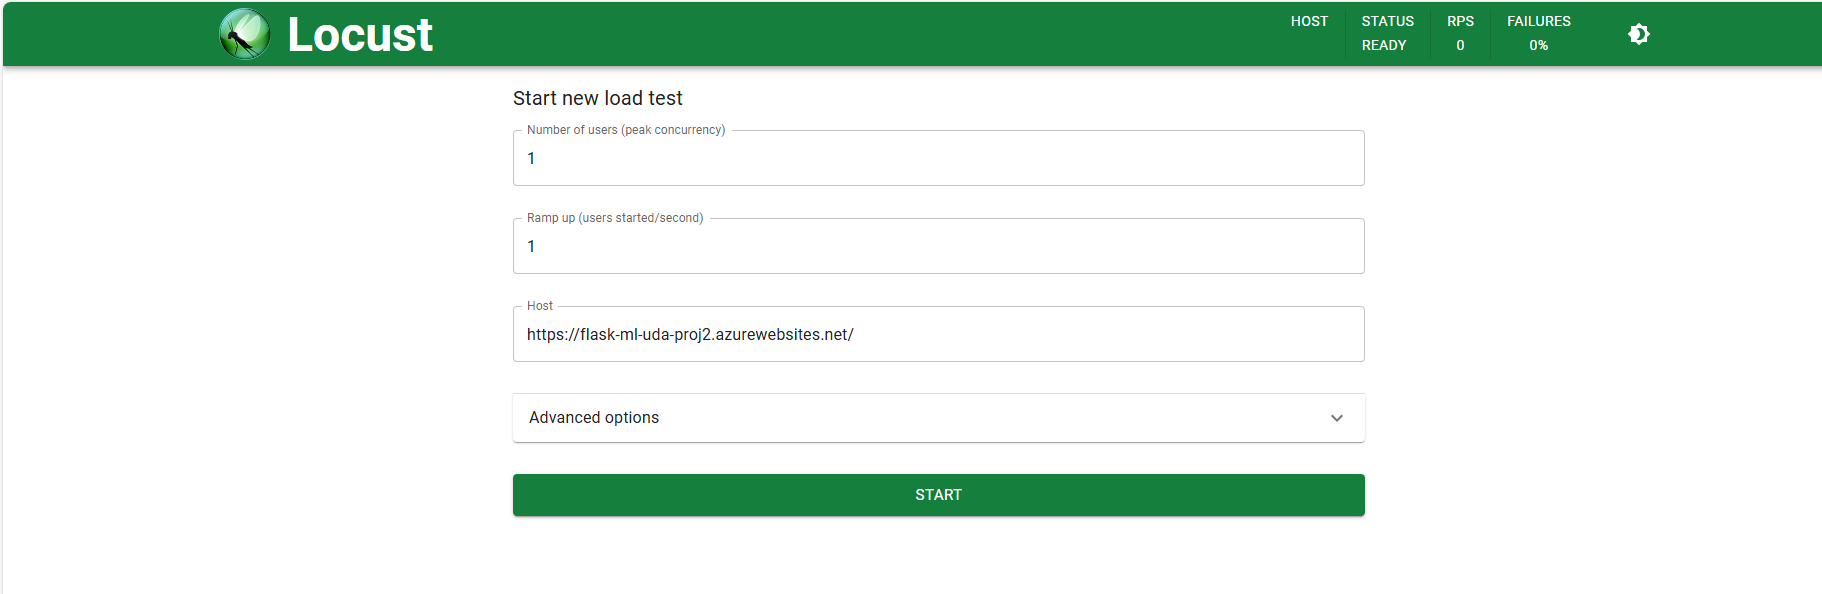 Locust
HOST
STATUS
READY
RPS
0
FAILURES
0%
Start new load test
Number of users (peak concurrency)
1
Ramp up (users started/second)
1
Host
https://flask-ml-uda-proj2.azurewebsites.net/
Advanced options
START